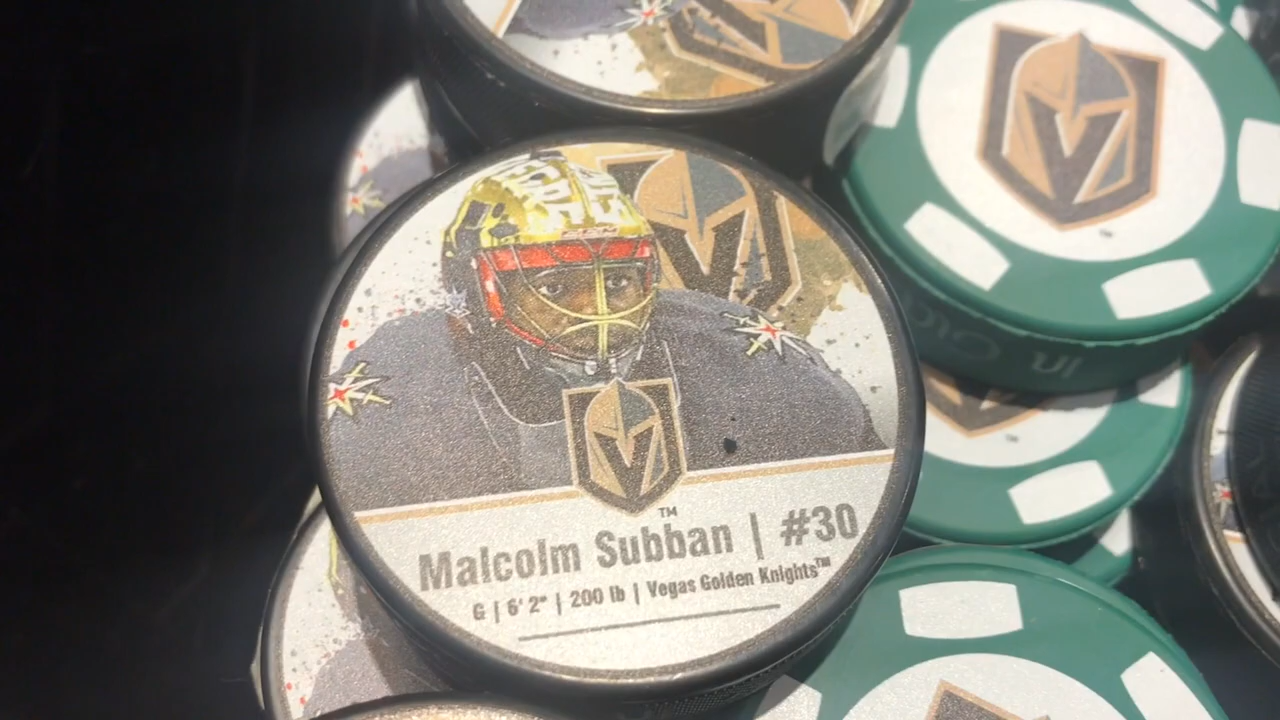 Malcolm Subban | #30
G | 6' 2" | 200 lb | Vegas Golden Knights™